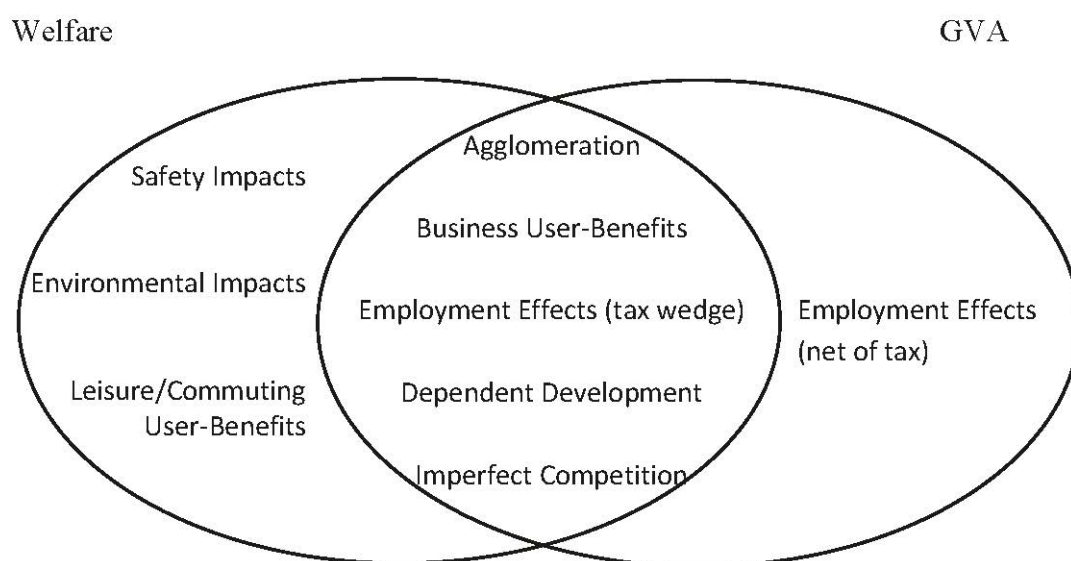 Welfare
GVA
Safety Impacts
Environmental Impacts
Leisure/Commuting
User-Benefits
Agglomeration
Business User-Benefits
Employment Effects (tax wedge)
Dependent Development
Imperfect Competition
Employment Effects
(net of tax)